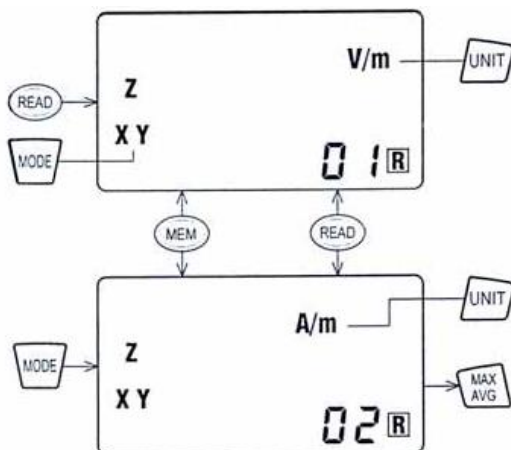 V/m
UNIT
Z
READ
X Y
MODE
01 R
MEM
READ
UNIT
A/m
MODE
Z
MAX
AVG
X Y
02 R